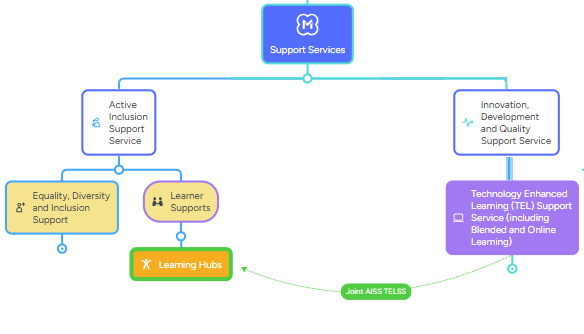 Support Services
Active
Inclusion
Support
Service
Innovation,
Development
and Quality
Support Service
Equality, Diversity
and Inclusion
Support
Learner
Supports
Technology Enhanced
Learning (TEL) Support
Service (including
Blended and Online
Learning)
Learning Hubs
Joint AISS TELSS